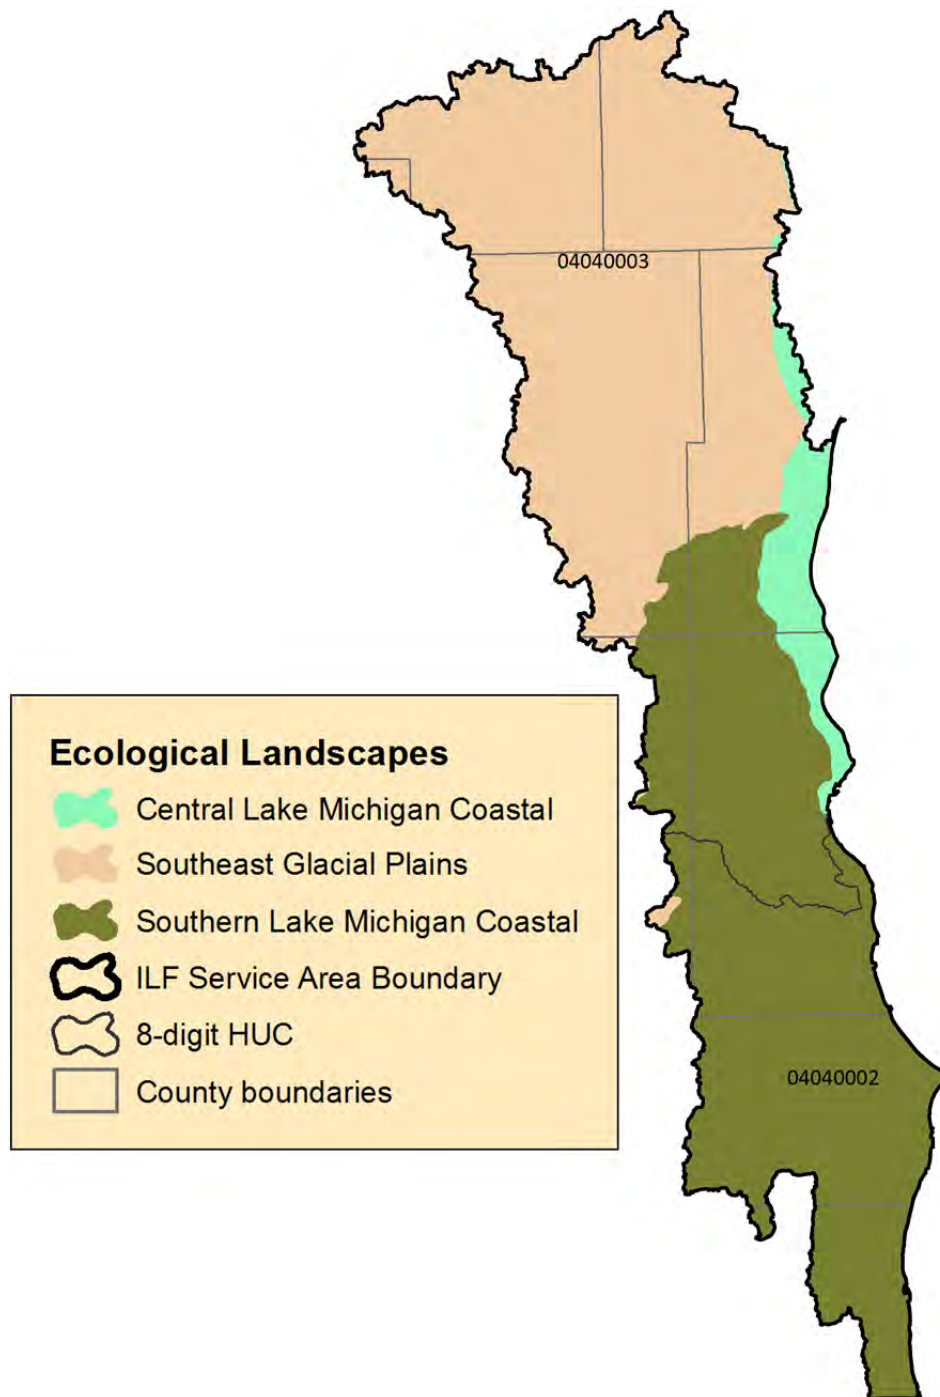 04040003
Ecological Landscapes
Central Lake Michigan Coastal
Southeast Glacial Plains
Southern Lake Michigan Coastal
ILF Service Area Boundary
8-digit HUC
County boundaries
04040002